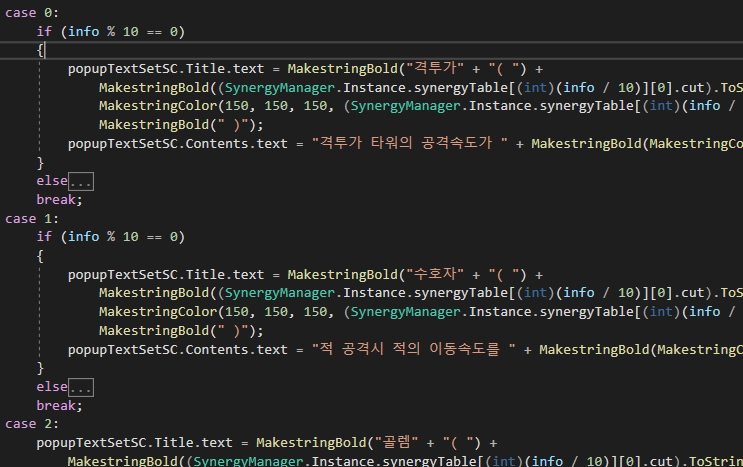 case 0:
if (info % 10 == 0)
{
popupTextSetSC.Title.text = MakestringBold("격투가" + "( ") +
MakestringBold((SynergyManager.Instance.synergyTable[(int)(info / 10)][0].cut).ToS
MakestringColor(150, 150, 150, (SynergyManager.Instance.synergyTable[(int)(info /
MakestringBold(" )");
popupTextSetSC.Contents.text = "격투가 타워의 공격속도가 " + MakestringBold(MakestringCo
}
else...
break;
case 1:
if (info % 10 == 0)
{
popupTextSetSC.Title.text = MakestringBold("수호자" + "( ") +
MakestringBold((SynergyManager.Instance.synergyTable[(int)(info / 10)][0].cut).ToS
MakestringColor(150, 150, 150, (SynergyManager.Instance.synergyTable[(int)(info /
MakestringBold(" )");
popupTextSetSC.Contents.text = "적 공격시 적의 이동속도를 " + MakestringBold(MakestringC
}
else...
break;
case 2:
popupTextSetSC.Title.text = MakestringBold("골렘" + "( ") +
MakestringBold((SynergyManager.Instance.synergyTable[(int)(info / 10)][0].cut).ToStrin